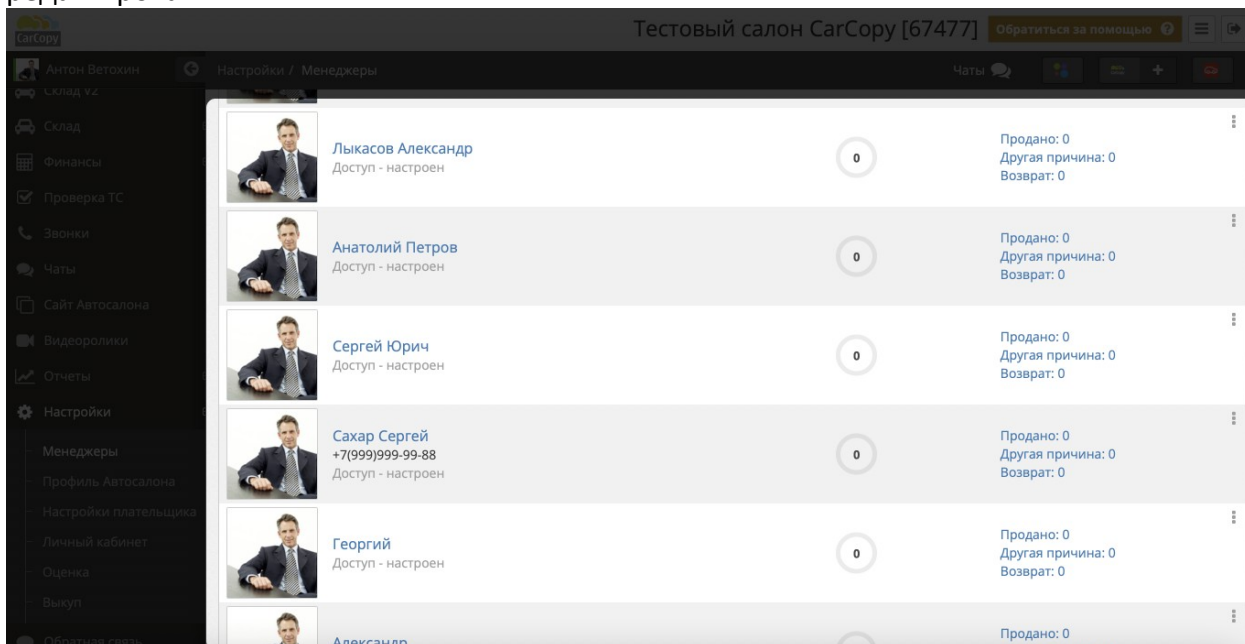 CarCopy
Тестовый салон CarCopy [67477]
Обратиться за помощью ?
Антон Ветохин
Настройки / Менеджеры
Чаты
Склад V2
Склад
Финансы
Проверка ТС
Звонки
Чаты
Сайт Автосалона
Видеоролики
Отчеты
Настройки
Менеджеры
Профиль Автосалона
Настройки плательщика
Личный кабинет
Оценка
Выкуп
Обратная связь
Лыкасов Александр
Доступ - настроен
0
Продано: 0
Другая причина: 0
Возврат: 0
Анатолий Петров
Доступ - настроен
0
Продано: 0
Другая причина: 0
Возврат: 0
Сергей Юрич
Доступ - настроен
0
Продано: 0
Другая причина: 0
Возврат: 0
Сахар Сергей
+7(999)999-99-88
Доступ - настроен
0
Продано: 0
Другая причина: 0
Возврат: 0
Георгий
Доступ - настроен
0
Продано: 0
Другая причина: 0
Возврат: 0
Александр
Продано: 0